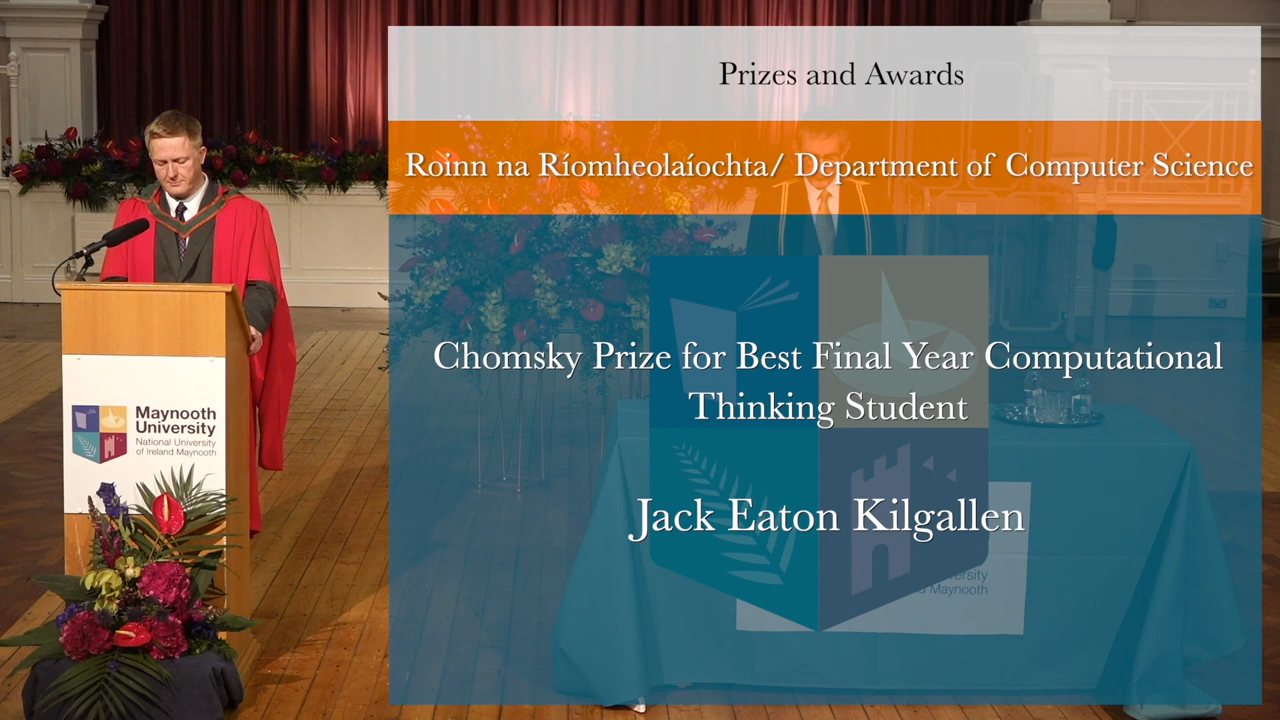 Prizes and Awards
Roinn na Ríomheolaíochta/ Department of Computer Science
Chomsky Prize for Best Final Year Computational
Thinking Student
Jack Eaton Kilgallen
Maynooth
University
National University
of Ireland Maynooth
Maynooth